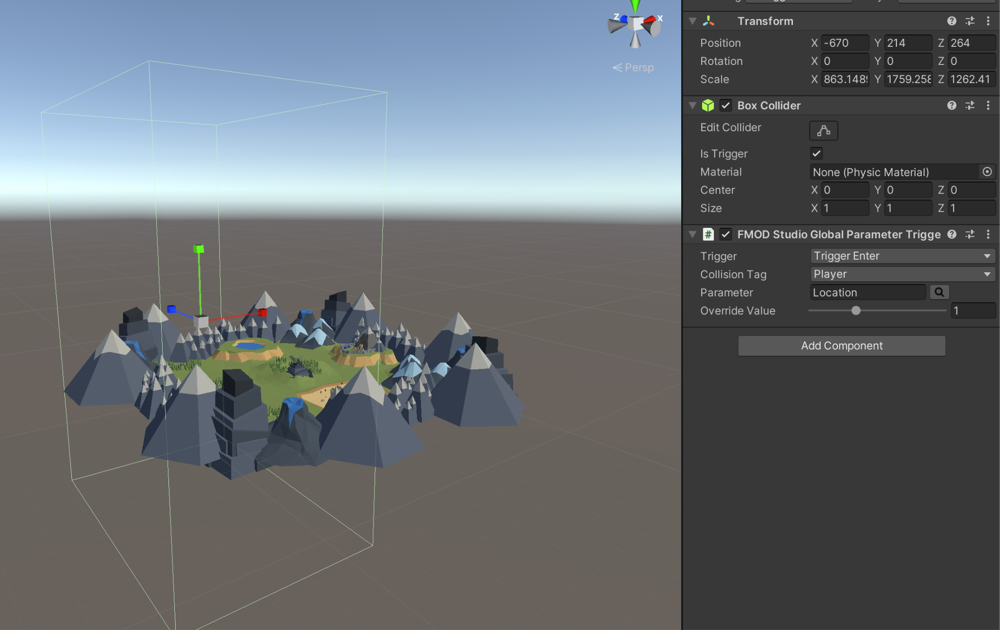 Z
X
Persp
Transform
Position X -670 Y 214 Z 264
Rotation X 0 Y 0 Z 0
Scale X 863.148 Y 1759.258 Z 1262.41
Box Collider
Edit Collider
Is Trigger
Material None (Physic Material)
Center X 0 Y 0 Z 0
Size X 1 Y 1 Z 1
# FMOD Studio Global Parameter Trigge
Trigger Trigger Enter
Collision Tag Player
Parameter Location
Override Value 1
Add Component